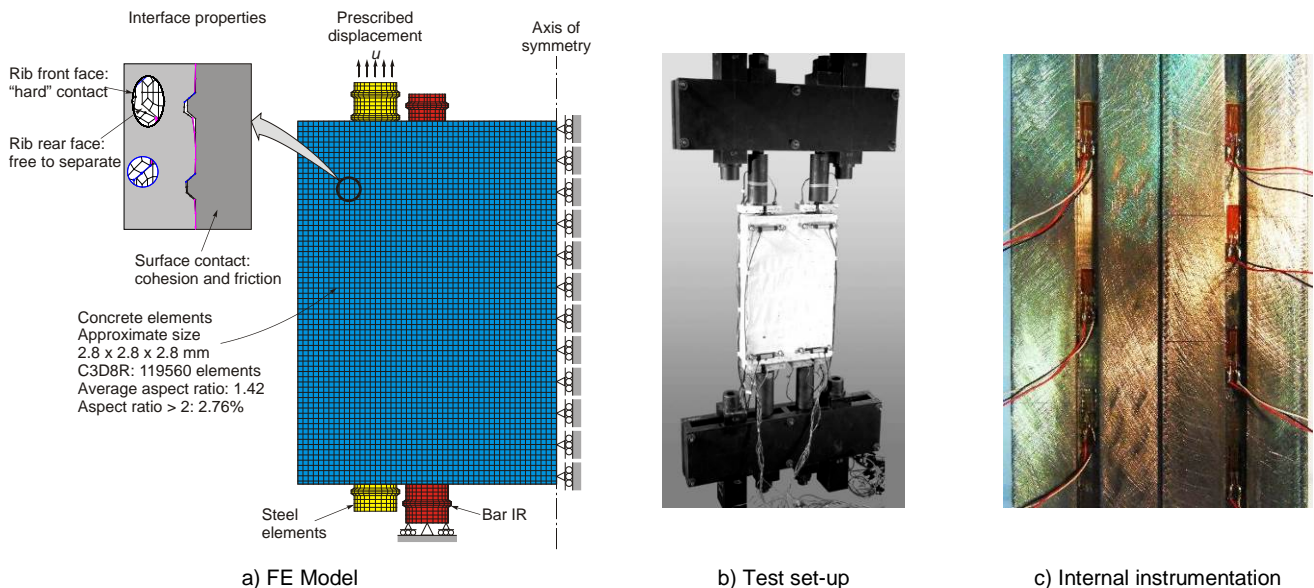 Interface properties
Prescribed
displacement
u
Axis of
symmetry
Rib front face:
“hard” contact
Rib rear face:
free to separate
Surface contact:
cohesion and friction
Concrete elements
Approximate size
2.8 x 2.8 x 2.8 mm
C3D8R: 119560 elements
Average aspect ratio: 1.42
Aspect ratio > 2: 2.76%
Steel
elements
Bar IR
a) FE Model
b) Test set-up
c) Internal instrumentation